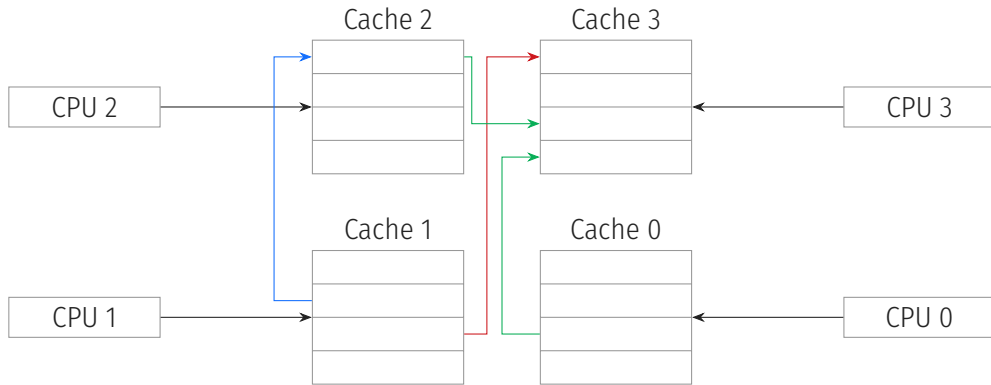 Cache 2
Cache 3
CPU 2
CPU 3
Cache 1
Cache 0
CPU 1
CPU 0